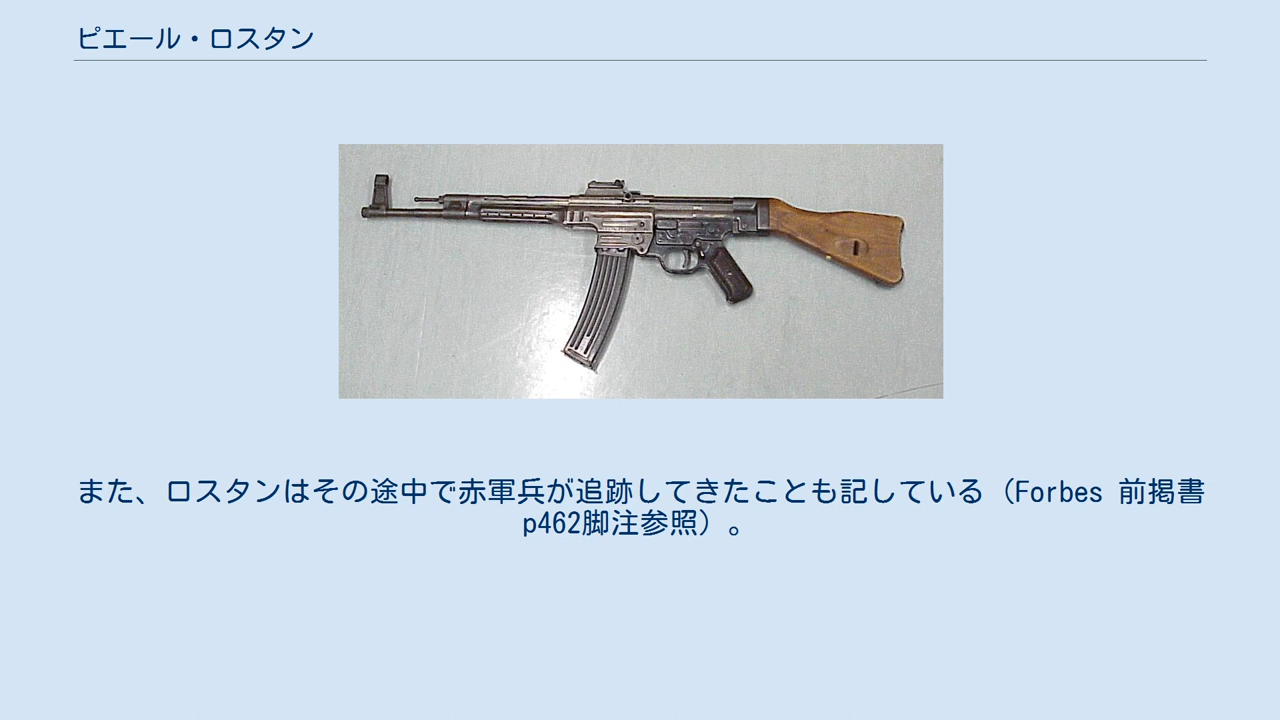 ピエール・ロスタン
また、ロスタンはその途中で赤軍兵が追跡してきたことも記している（Forbes 前掲書
p462脚注参照）。